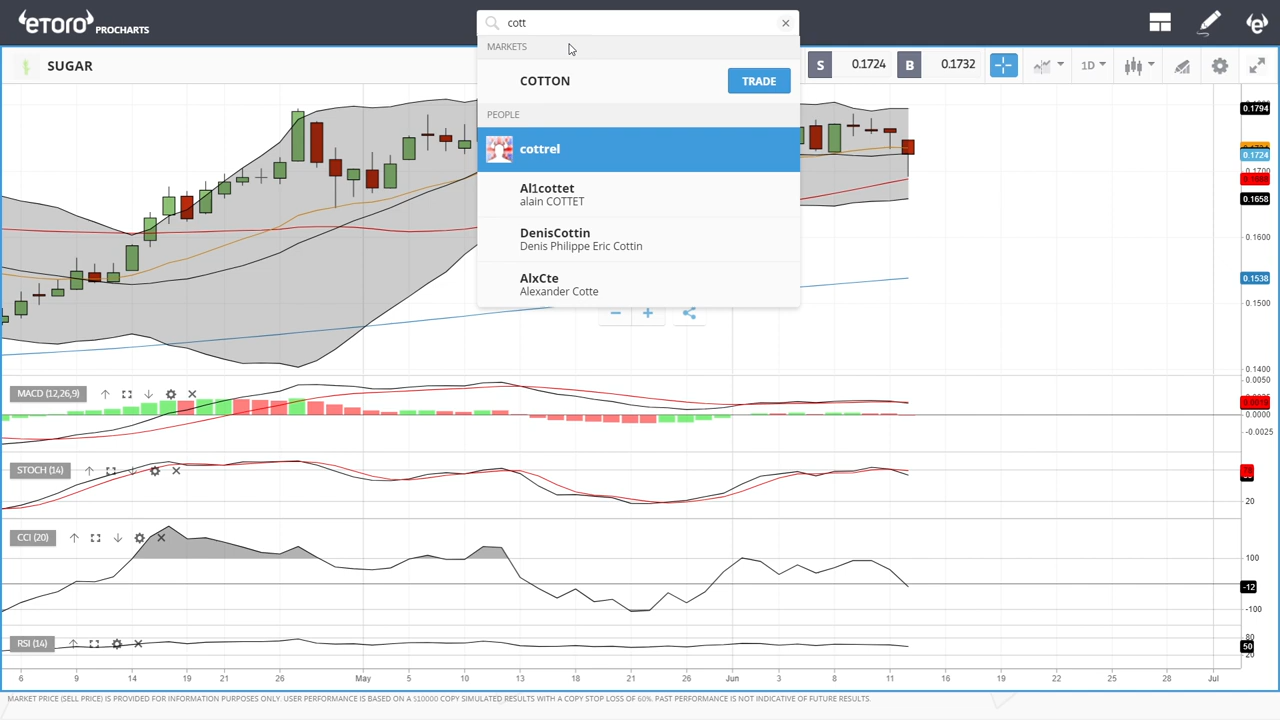 etoro PROCHARTS
cott
MARKETS
SUGAR
S 0.1724 B 0.1732 1D
COTTON TRADE
PEOPLE
cottrel
Al1cottet
alain COTTET
DenisCottin
Denis Philippe Eric Cottin
AlxCte
Alexander Cotte
0.1794
0.1724
0.1700
0.1658
0.1600
0.1538
0.1500
0.1400
MACD (12,26,9)
0.0050
0.0000
-0.0025
STOCH (14)
20
CCI (20)
100
-12
-100
RSI (14)
80
50
20
6 9 14 19 21 26 May 5 8 10 13 18 21 26 Jun 3 8 11 16 19 22 25 28 Jul
MARKET PRICE (SELL PRICE) IS PROVIDED FOR INFORMATION PURPOSES ONLY. USER PERFORMANCE IS BASED ON A $10000 COPY SIMULATED RESULTS WITH A COPY STOP LOSS OF 60%. PAST PERFORMANCE IS NOT INDICATIVE OF FUTURE RESULTS.